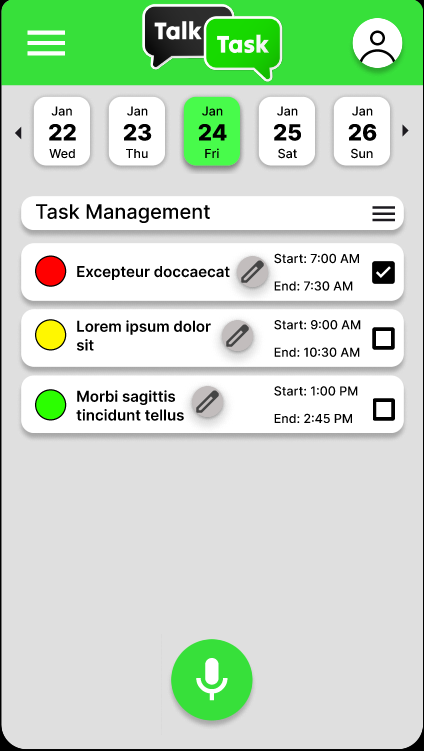 Talk
Task
Jan Jan Jan Jan Jan
22 23 24 25 26
Wed Thu Fri Sat Sun
Task Management
Excepteur doccaecat
Start: 7:00 AM
End: 7:30 AM
Lorem ipsum dolor
sit
Start: 9:00 AM
End: 10:30 AM
Morbi sagittis
tincidunt tellus
Start: 1:00 PM
End: 2:45 PM